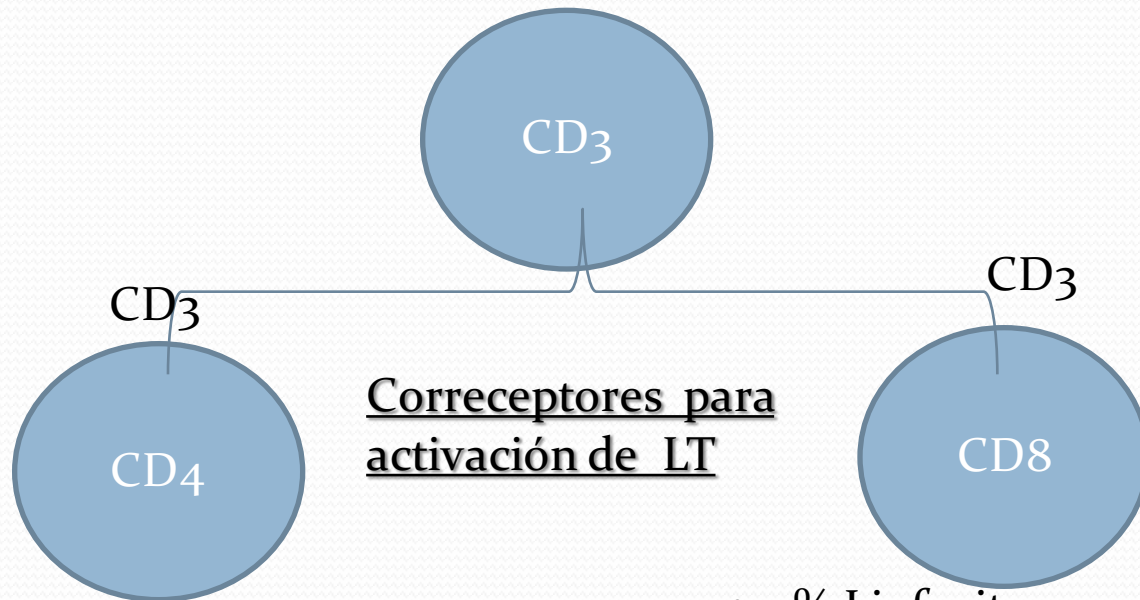 CD3
CD3
CD3
Correceptores para
activación de LT
CD4
CD8
%